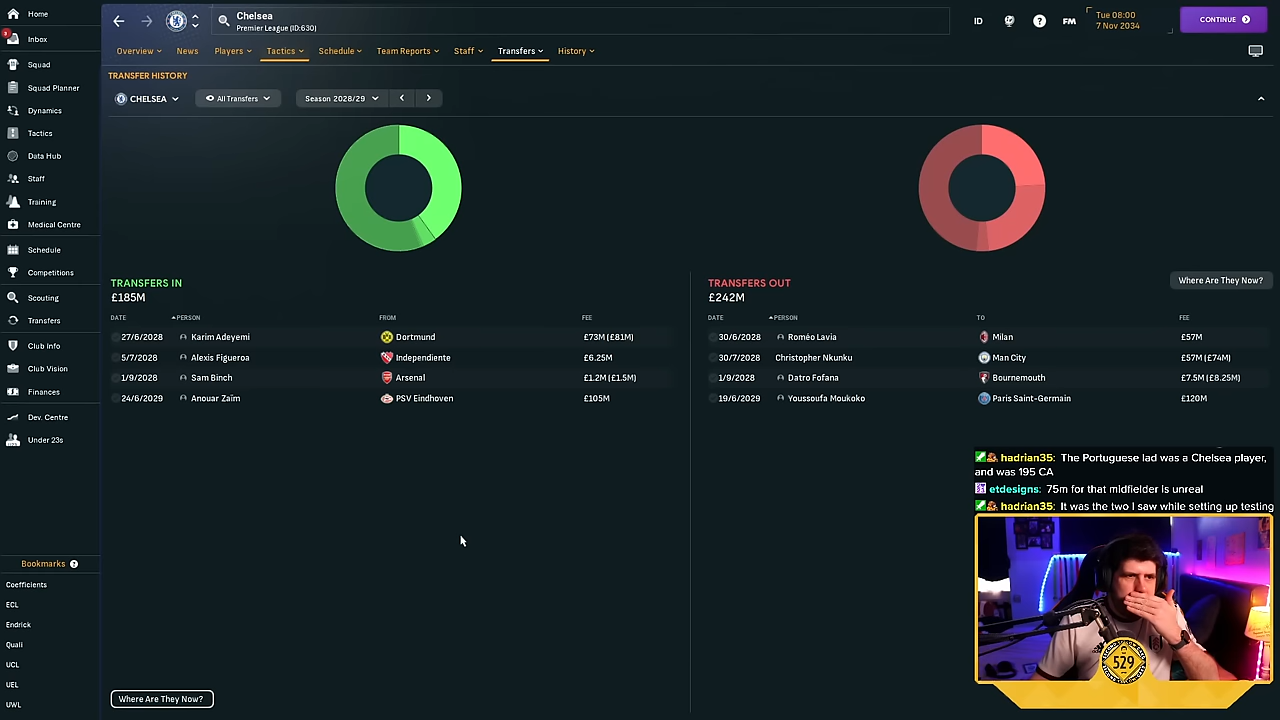 Home
3
Inbox
Squad
Squad Planner
Dynamics
Tactics
Data Hub
Staff
Training
Medical Centre
Schedule
Competitions
Scouting
Transfers
Club Info
Club Vision
Finances
Dev. Centre
Under 23s
Bookmarks ?
Coefficients
ECL
Endrick
Quali
UCL
UEL
UWL
Chelsea
Premier League (ID:630)
ID
?
FM
Tue 08:00
7 Nov 2034
CONTINUE
Overview
News
Players
Tactics
Schedule
Team Reports
Staff
Transfers
History
TRANSFER HISTORY
CHELSEA
All Transfers
Season 2028/29
TRANSFERS IN
£185M
DATE PERSON FROM FEE
27/6/2028 Karim Adeyemi Dortmund £73M (£81M)
5/7/2028 Alexis Figueroa Independiente £6.25M
1/9/2028 Sam Binch Arsenal £1.2M (£1.5M)
24/6/2029 Anouar Zaïm PSV Eindhoven £105M
Where Are They Now?
TRANSFERS OUT
£242M
Where Are They Now?
DATE PERSON TO FEE
30/6/2028 Roméo Lavia Milan £57M
30/7/2028 Christopher Nkunku Man City £57M (£74M)
1/9/2028 Datro Fofana Bournemouth £7.5M (£8.25M)
19/6/2029 Youssoufa Moukoko Paris Saint-Germain £120M
hadrian35: The Portuguese lad was a Chelsea player,
and was 195 CA
etdesigns: 75m for that midfielder is unreal
hadrian35: It was the two I saw while setting up testing
529